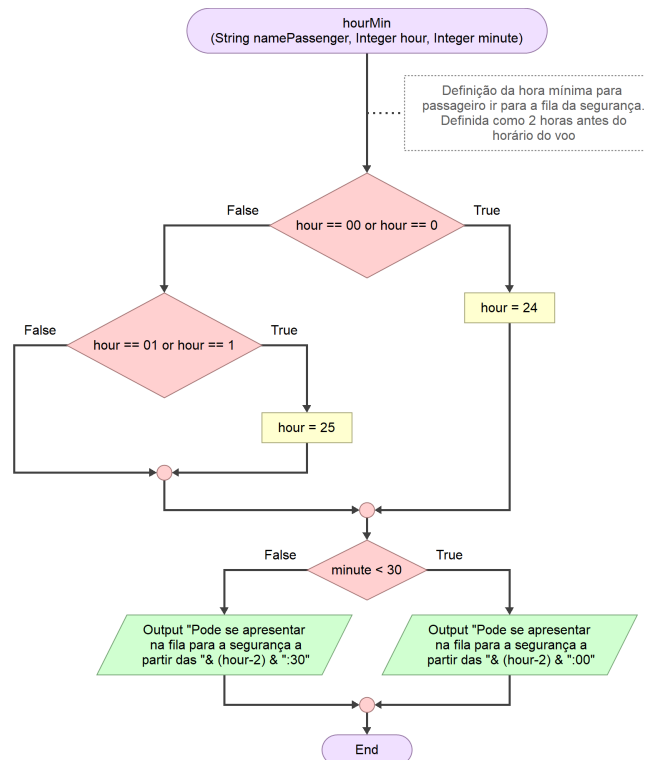 hourMin
(String namePassenger, Integer hour, Integer minute)
Definição da hora mínima para
passageiro ir para a fila da segurança.
Definida como 2 horas antes do
horário do voo
False
True
hour == 00 or hour == 0
hour = 24
False
True
hour == 01 or hour == 1
hour = 25
False
True
minute < 30
Output "Pode se apresentar
na fila para a segurança a
partir das "& (hour-2) & ":30"
Output "Pode se apresentar
na fila para a segurança a
partir das "& (hour-2) & ":00"
End